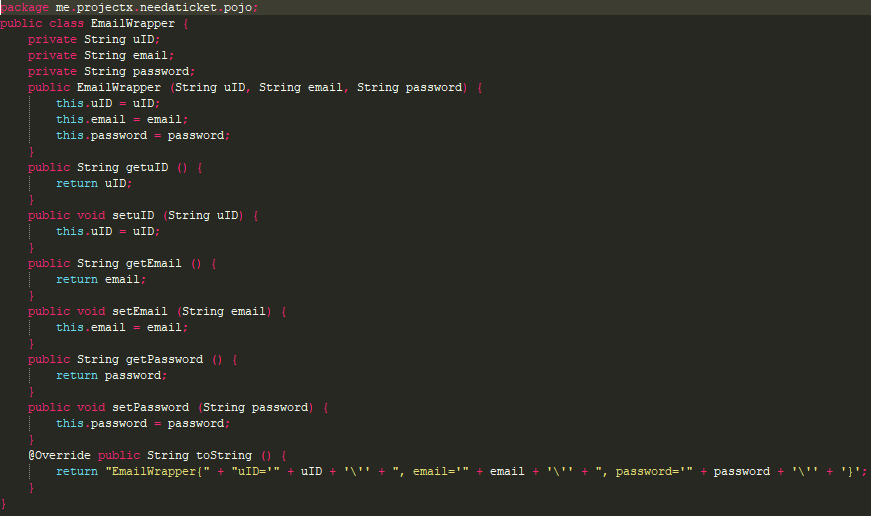 package me.projectx.needaticket.pojo;
public class EmailWrapper {
    private String uID;
    private String email;
    private String password;
    public EmailWrapper (String uID, String email, String password) {
        this.uID = uID;
        this.email = email;
        this.password = password;
    }
    public String getuID () {
        return uID;
    }
    public void setuID (String uID) {
        this.uID = uID;
    }
    public String getEmail () {
        return email;
    }
    public void setEmail (String email) {
        this.email = email;
    }
    public String getPassword () {
        return password;
    }
    public void setPassword (String password) {
        this.password = password;
    }
    @Override public String toString () {
        return "EmailWrapper{" + "uID='" + uID + '\'' + ", email='" + email + '\'' + ", password='" + password + '\'' + '}';
    }
}